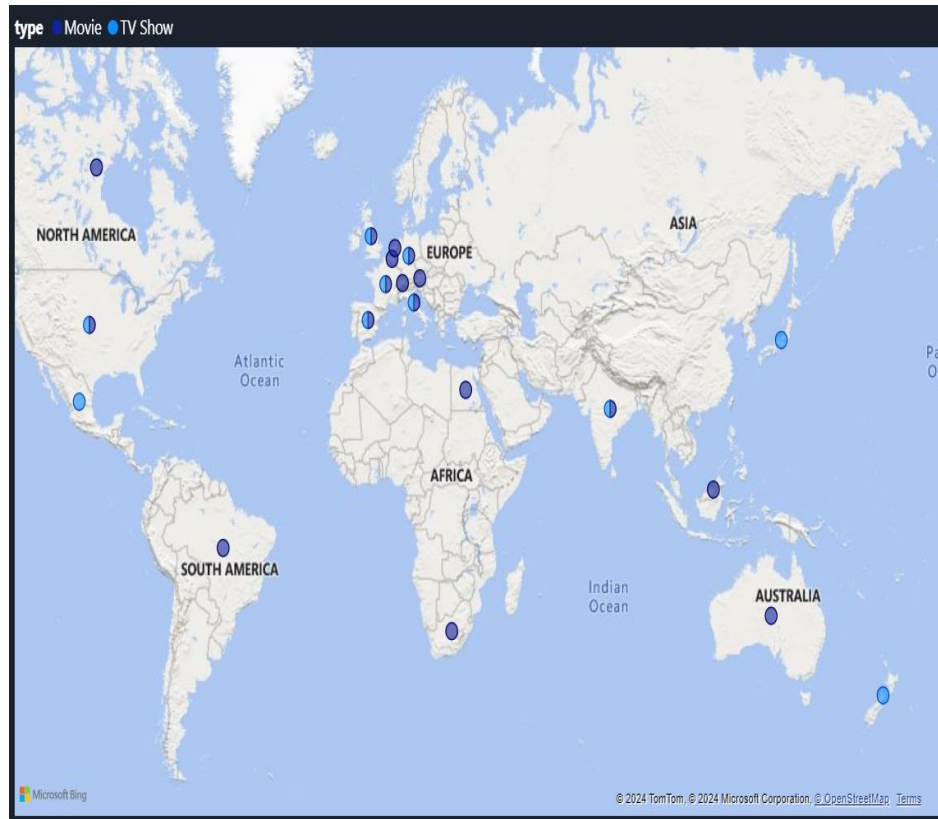 type Movie TV Show
ASIA
NORTH AMERICA
EUROPE
Atlantic
Ocean
Pa
O
AFRICA
SOUTH AMERICA
Indian
Ocean
AUSTRALIA
Microsoft Bing
© 2024 TomTom, © 2024 Microsoft Corporation, © OpenStreetMap Terms